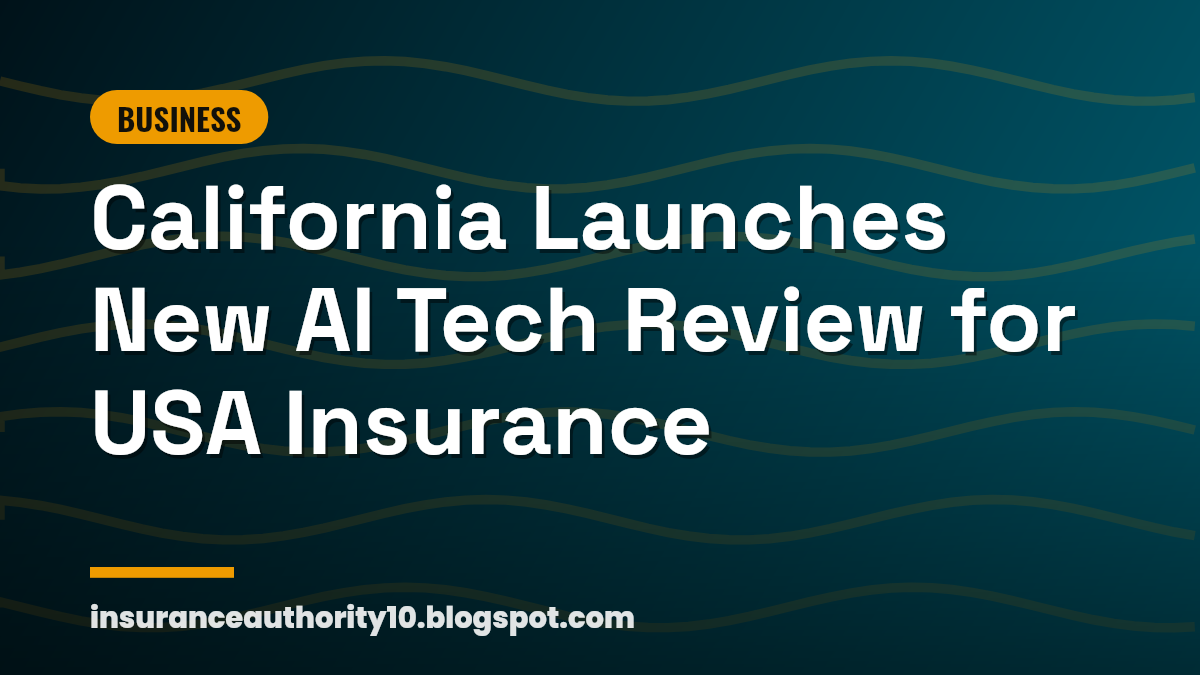 BUSINESS
California Launches
New AI Tech Review for
USA Insurance
insuranceauthority10.blogspot.com